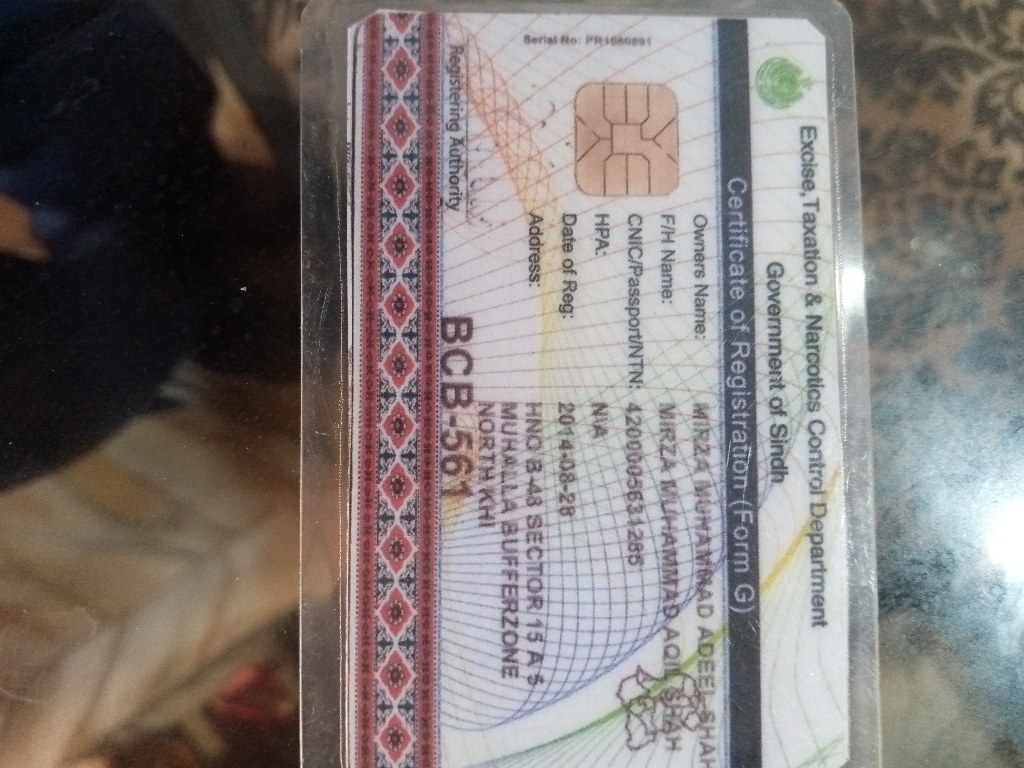 Excise, Taxation & Narcotics Control Department
Government of Sindh
Certificate of Registration (Form G)
Serial No:
Owners Name: MIRZA MUHAMMAD ADEEL SHAH
F/H Name: MIRZA MUHAMMAD AQIL SHAH
CNIC/Passport/NTN:
HPA: N/A
Date of Reg: 2014-08-28
Address: HNO B-48 SECTOR 15 A 5
MUHALLA BUFFERZONE
NORTH KHI
Registering Authority
BCB-561